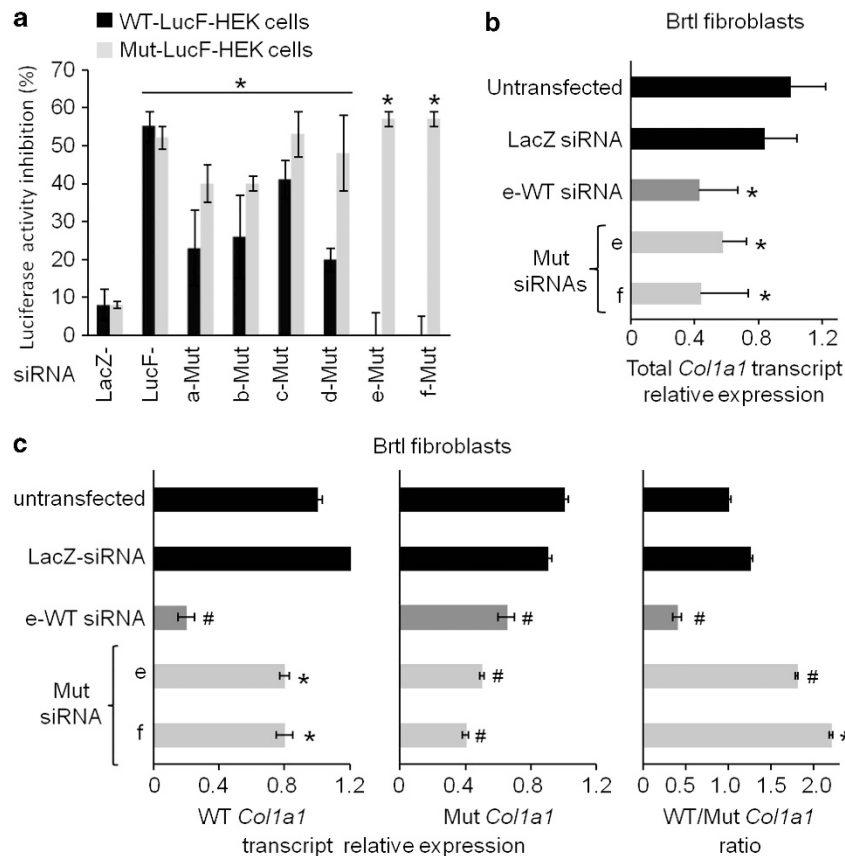 a
WT-LucF-HEK cells
Mut-LucF-HEK cells
Luciferase activity inhibition (%)
70
60
50
40
30
20
10
0
*
*
*
siRNA
LacZ-
LucF-
a-Mut
b-Mut
c-Mut
d-Mut
e-Mut
f-Mut
b
Brtl fibroblasts
Untransfected
LacZ siRNA
e-WT siRNA
*
Mut
siRNAs
e
*
f
*
0
0.4
0.8
1.2
Total Col1a1 transcript
relative expression
c
Brtl fibroblasts
untransfected
LacZ-siRNA
e-WT siRNA
#
#
#
Mut
siRNA
e
*
#
#
f
*
#
*
0
0.4
0.8
1.2
0
0.4
0.8
1.2
0
0.5
1.0
1.5
2.0
WT Col1a1
Mut Col1a1
transcript relative expression
WT/Mut Col1a1
ratio